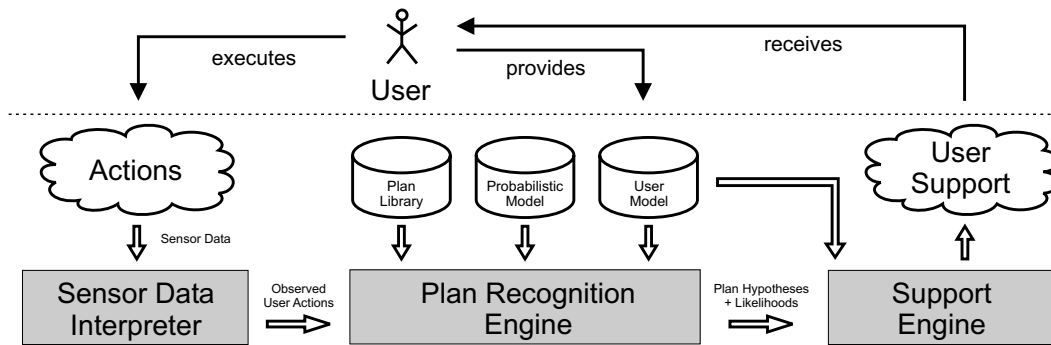 executes
User
provides
receives
Actions
Plan
Library
Probabilistic
Model
User
Model
User
Support
Sensor Data
Sensor Data
Interpreter
Observed
User Actions
Plan Recognition
Engine
Plan Hypotheses
+ Likelihoods
Support
Engine